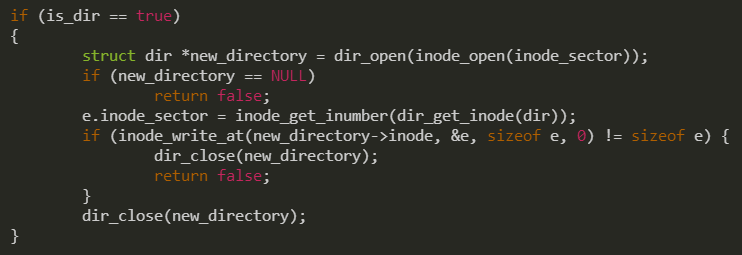 if (is_dir == true)
{
        struct dir *new_directory = dir_open(inode_open(inode_sector));
        if (new_directory == NULL)
                return false;
        e.inode_sector = inode_get_inumber(dir_get_inode(dir));
        if (inode_write_at(new_directory->inode, &e, sizeof e, 0) != sizeof e) {
                dir_close(new_directory);
                return false;
        }
        dir_close(new_directory);
}